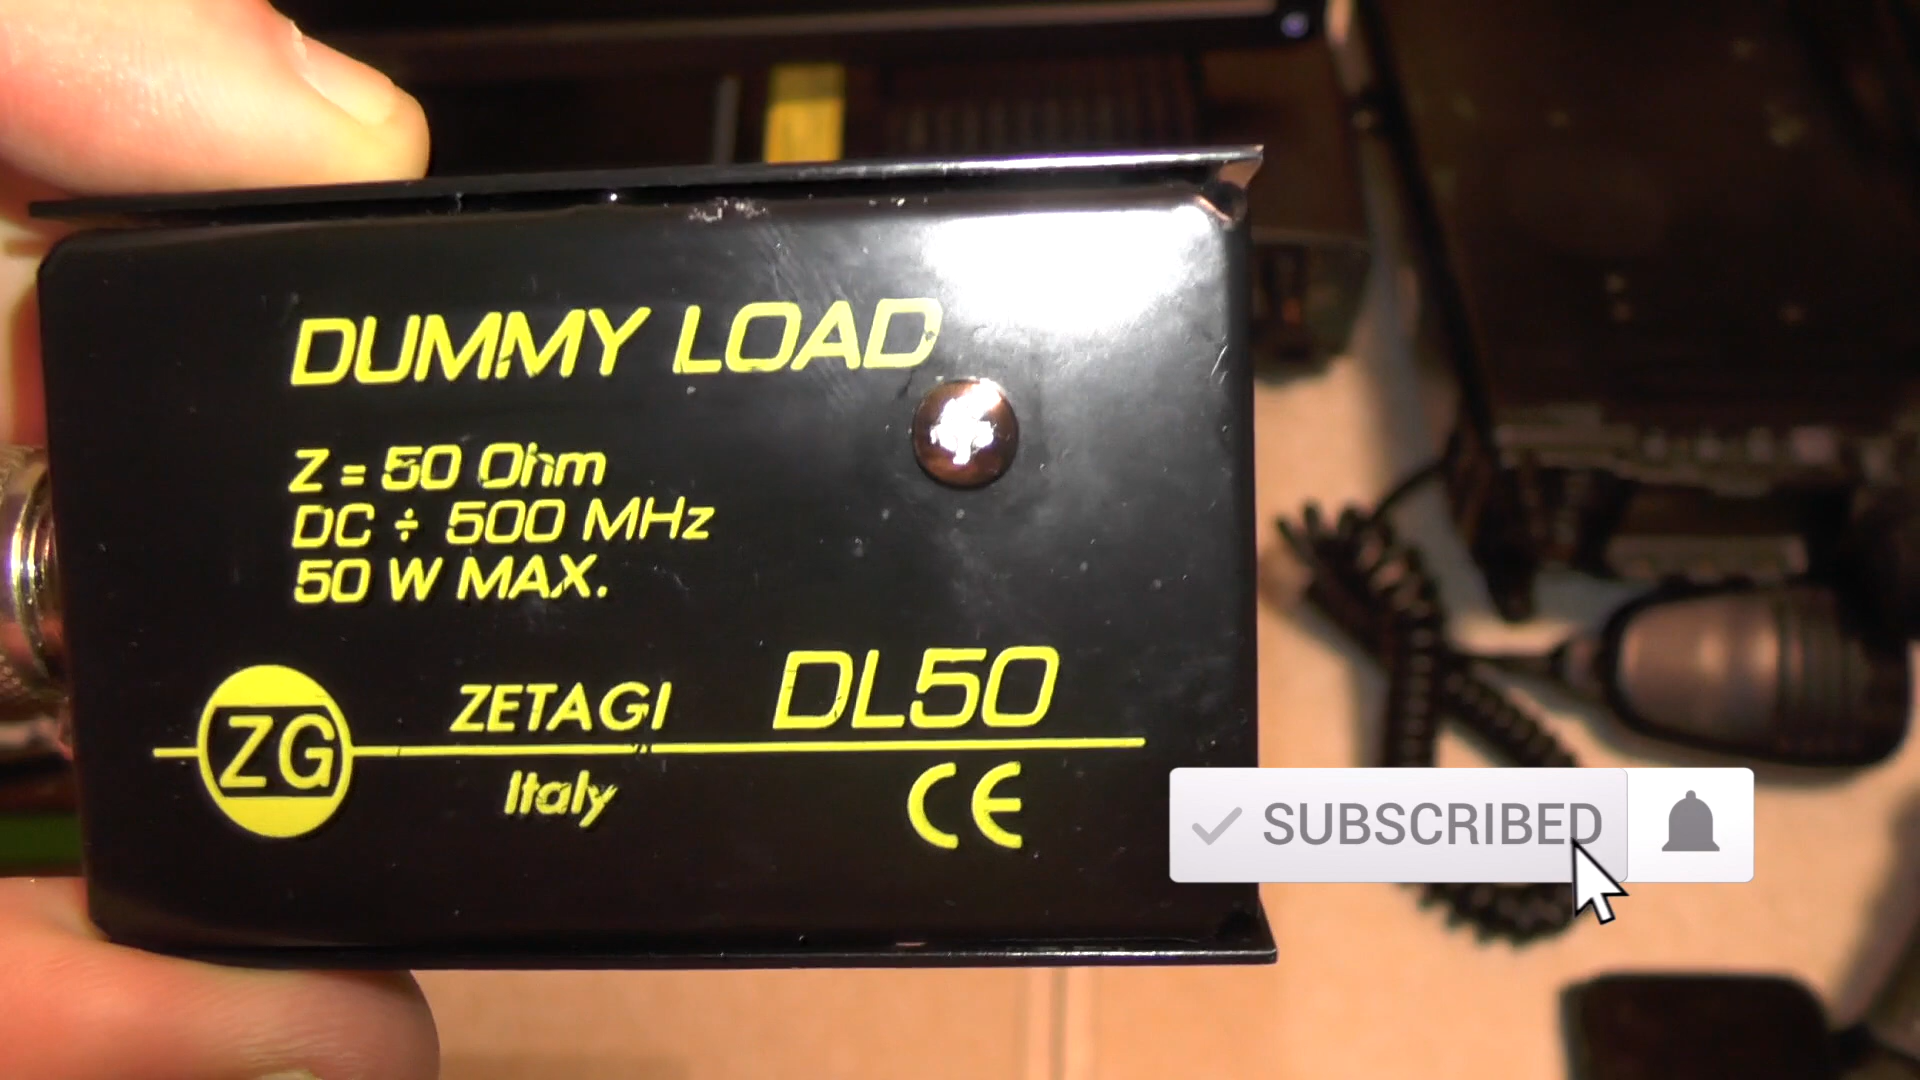 DUMMY LOAD
Z = 50 Ohm
DC ÷ 500 MHz
50 W MAX.
ZG
ZETAGI
DL50
Italy
CE
SUBSCRIBED